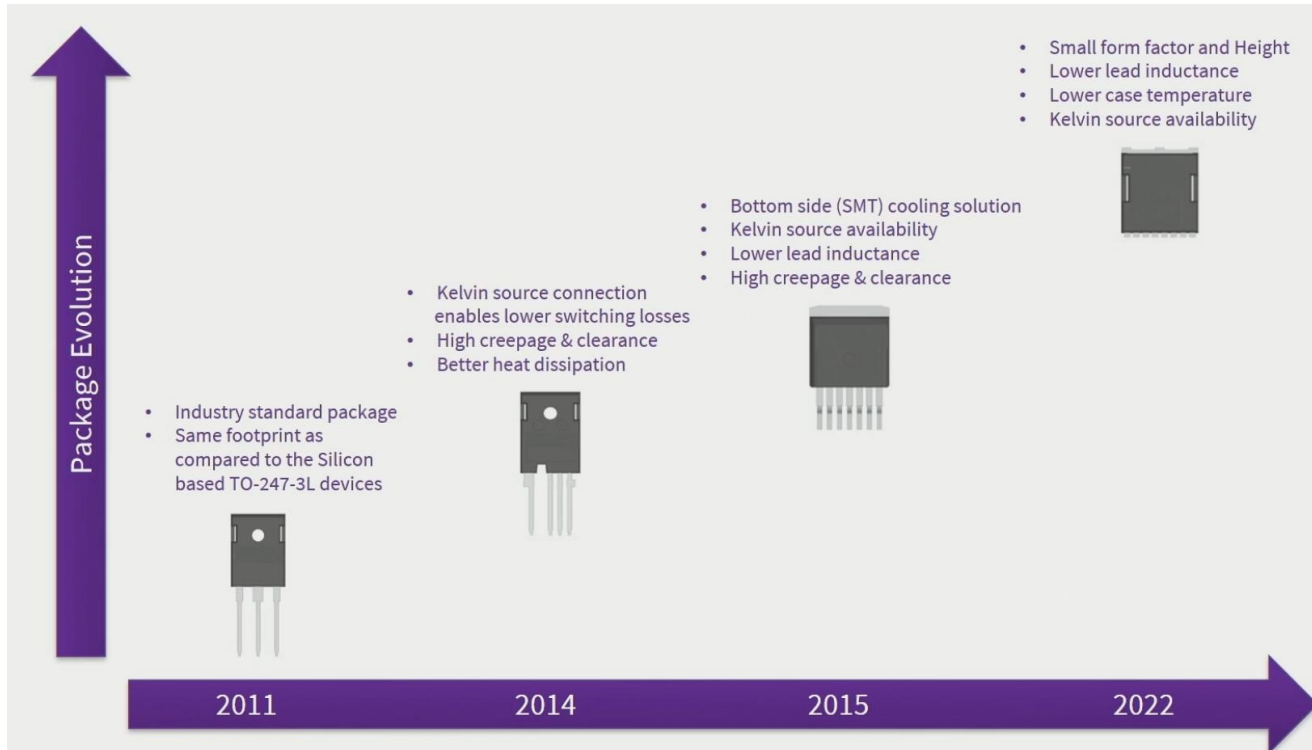 Package Evolution
• Small form factor and Height
• Lower lead inductance
• Lower case temperature
• Kelvin source availability
• Bottom side (SMT) cooling solution
• Kelvin source availability
• Lower lead inductance
• High creepage & clearance
• Kelvin source connection
enables lower switching losses
• High creepage & clearance
• Better heat dissipation
• Industry standard package
• Same footprint as
compared to the Silicon
based TO-247-3L devices
2011
2014
2015
2022